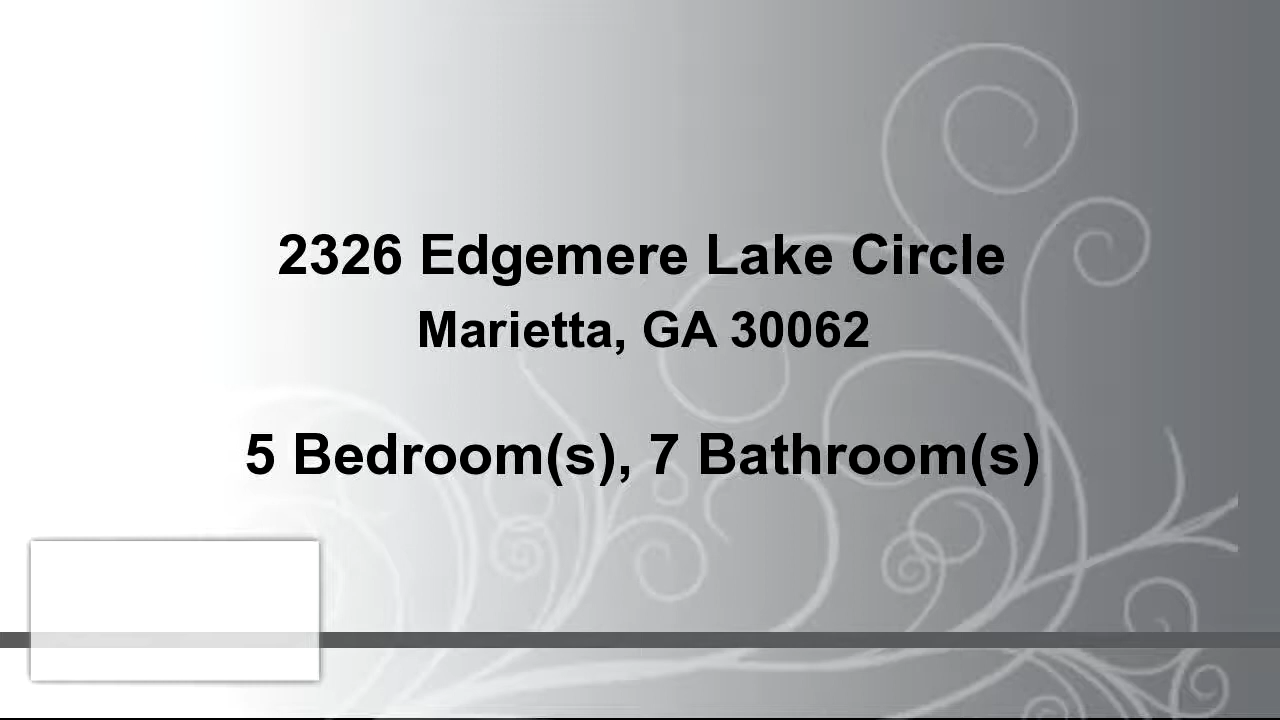 2326 Edgemere Lake Circle
Marietta, GA 30062
5 Bedroom(s), 7 Bathroom(s)